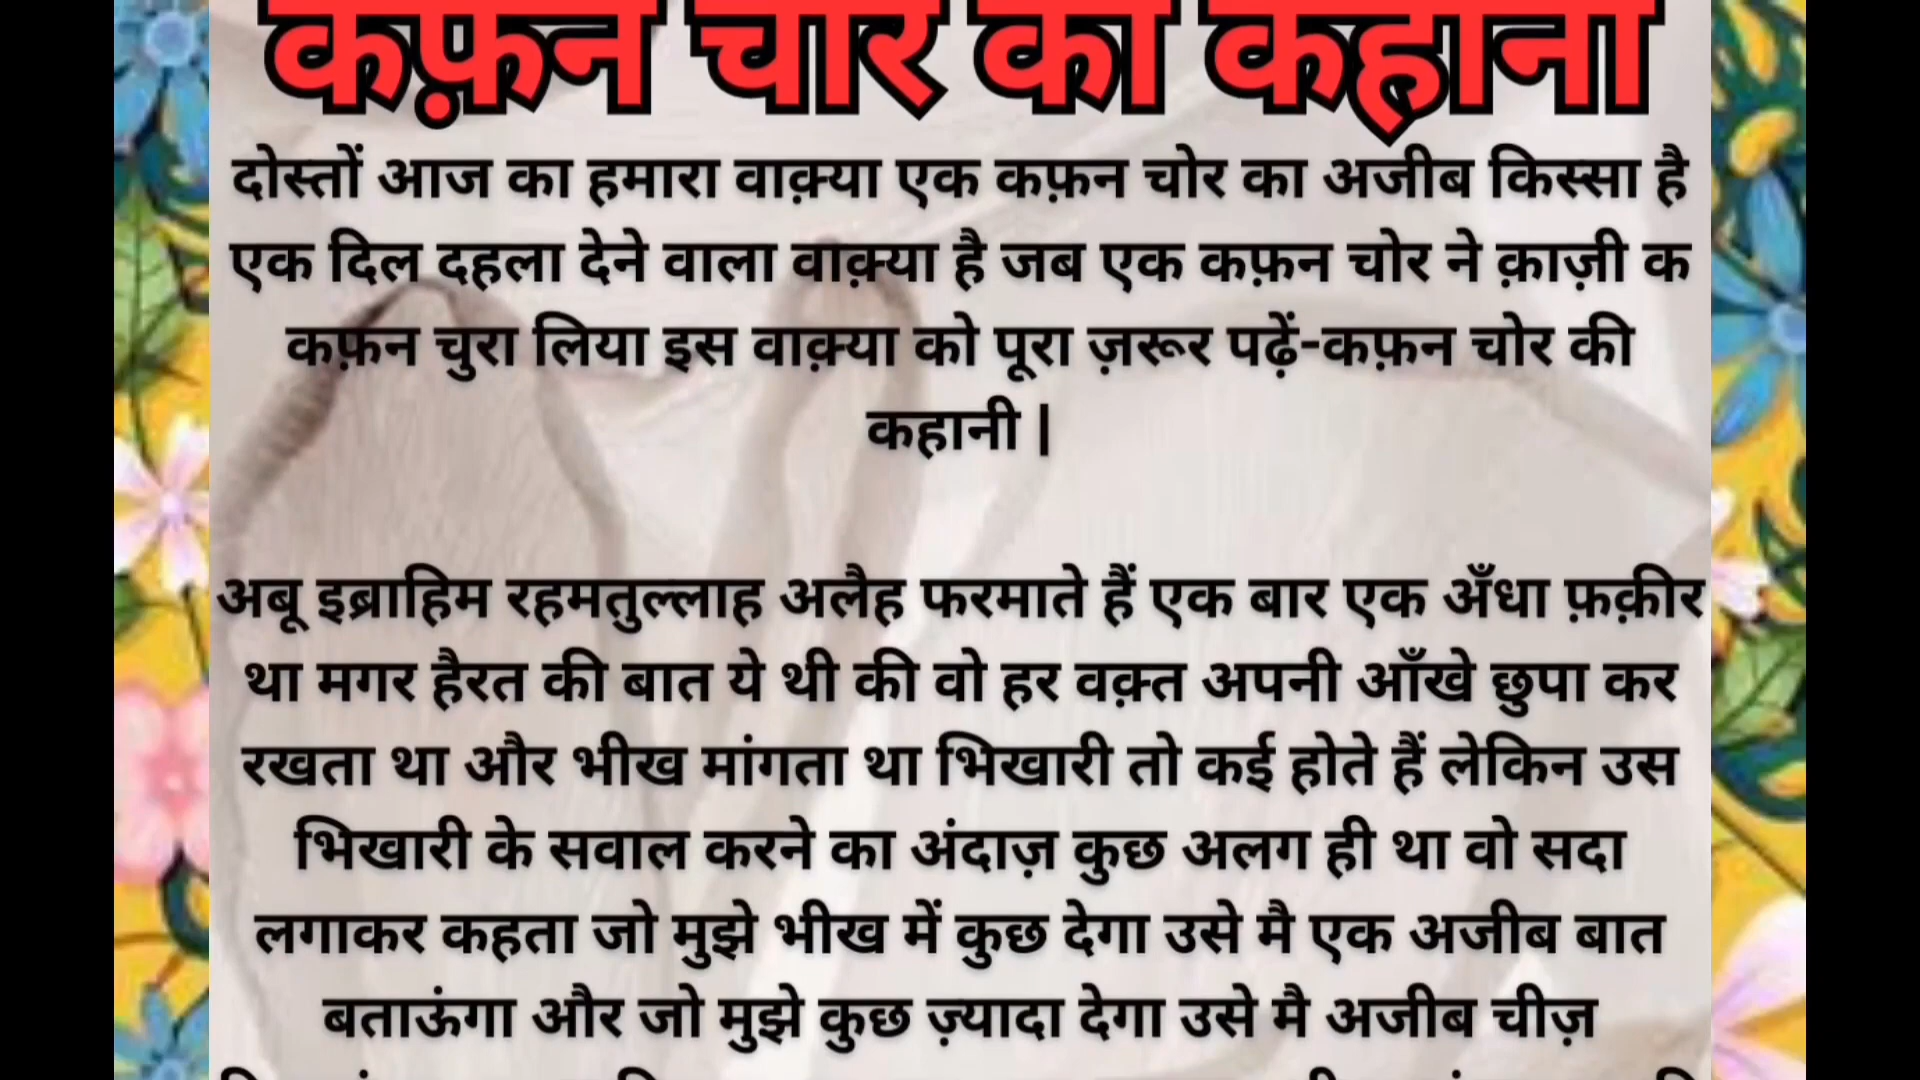 कफ़न चोर की कहानी
दोस्तों आज का हमारा वाक़्या एक कफ़न चोर का अजीब किस्सा है
एक दिल दहला देने वाला वाक़्या है जब एक कफ़न चोर ने क़ाज़ी क
कफ़न चुरा लिया इस वाक़्या को पूरा ज़रूर पढ़ें-कफ़न चोर की
कहानी |
अबू इब्राहिम रहमतुल्लाह अलैह फरमाते हैं एक बार एक अँधा फ़क़ीर
था मगर हैरत की बात ये थी की वो हर वक़्त अपनी आँखे छुपा कर
रखता था और भीख मांगता था भिखारी तो कई होते हैं लेकिन उस
भिखारी के सवाल करने का अंदाज़ कुछ अलग ही था वो सदा
लगाकर कहता जो मुझे भीख में कुछ देगा उसे मै एक अजीब बात
बताऊंगा और जो मुझे कुछ ज़्यादा देगा उसे मै अजीब चीज़